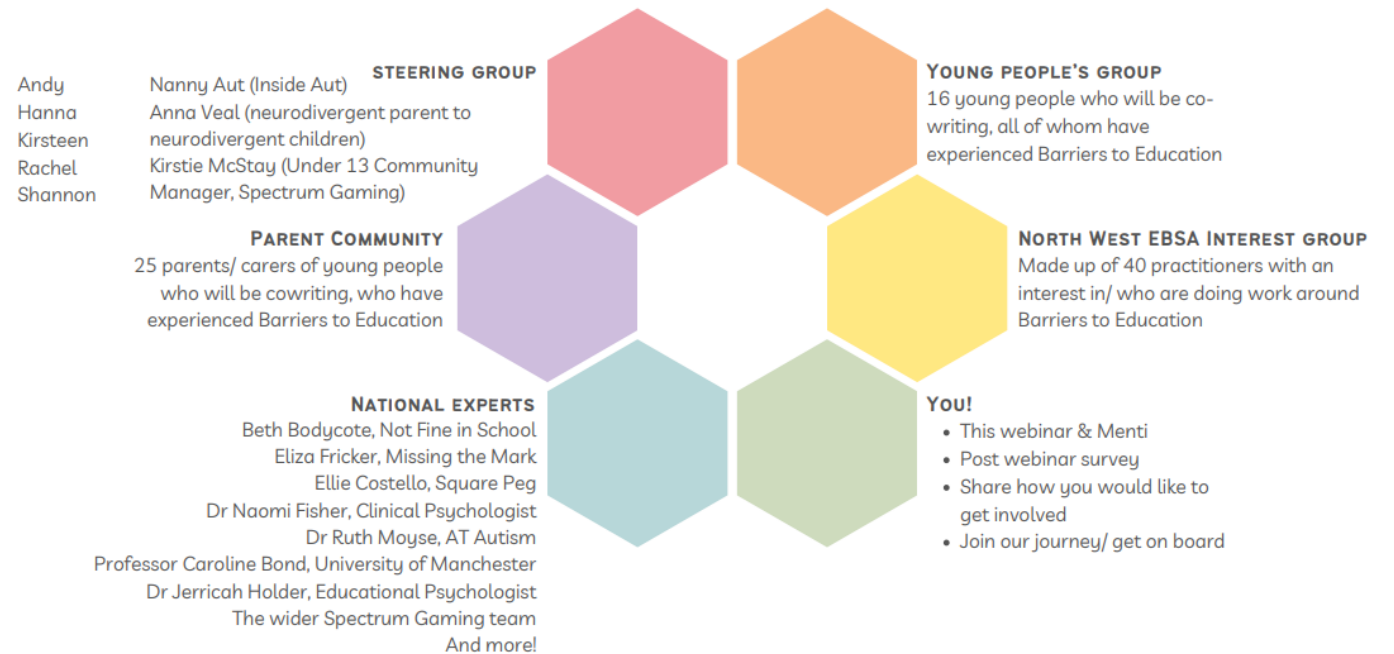 STEERING GROUP
Andy
Hanna
Kirsteen
Rachel
Shannon
Nanny Aut (Inside Aut)
Anna Veal (neurodivergent parent to
neurodivergent children)
Kirstie McStay (Under 13 Community
Manager, Spectrum Gaming)
YOUNG PEOPLE'S GROUP
16 young people who will be co-
writing, all of whom have
experienced Barriers to Education
PARENT COMMUNITY
25 parents/ carers of young people
who will be cowriting, who have
experienced Barriers to Education
NORTH WEST EBSA INTEREST GROUP
Made up of 40 practitioners with an
interest in/ who are doing work around
Barriers to Education
NATIONAL EXPERTS
Beth Bodycote, Not Fine in School
Eliza Fricker, Missing the Mark
Ellie Costello, Square Peg
Dr Naomi Fisher, Clinical Psychologist
Dr Ruth Moyse, AT Autism
Professor Caroline Bond, University of Manchester
Dr Jerricah Holder, Educational Psychologist
The wider Spectrum Gaming team
And more!
YOU!
• This webinar & Menti
• Post webinar survey
• Share how you would like to
get involved
• Join our journey/ get on board